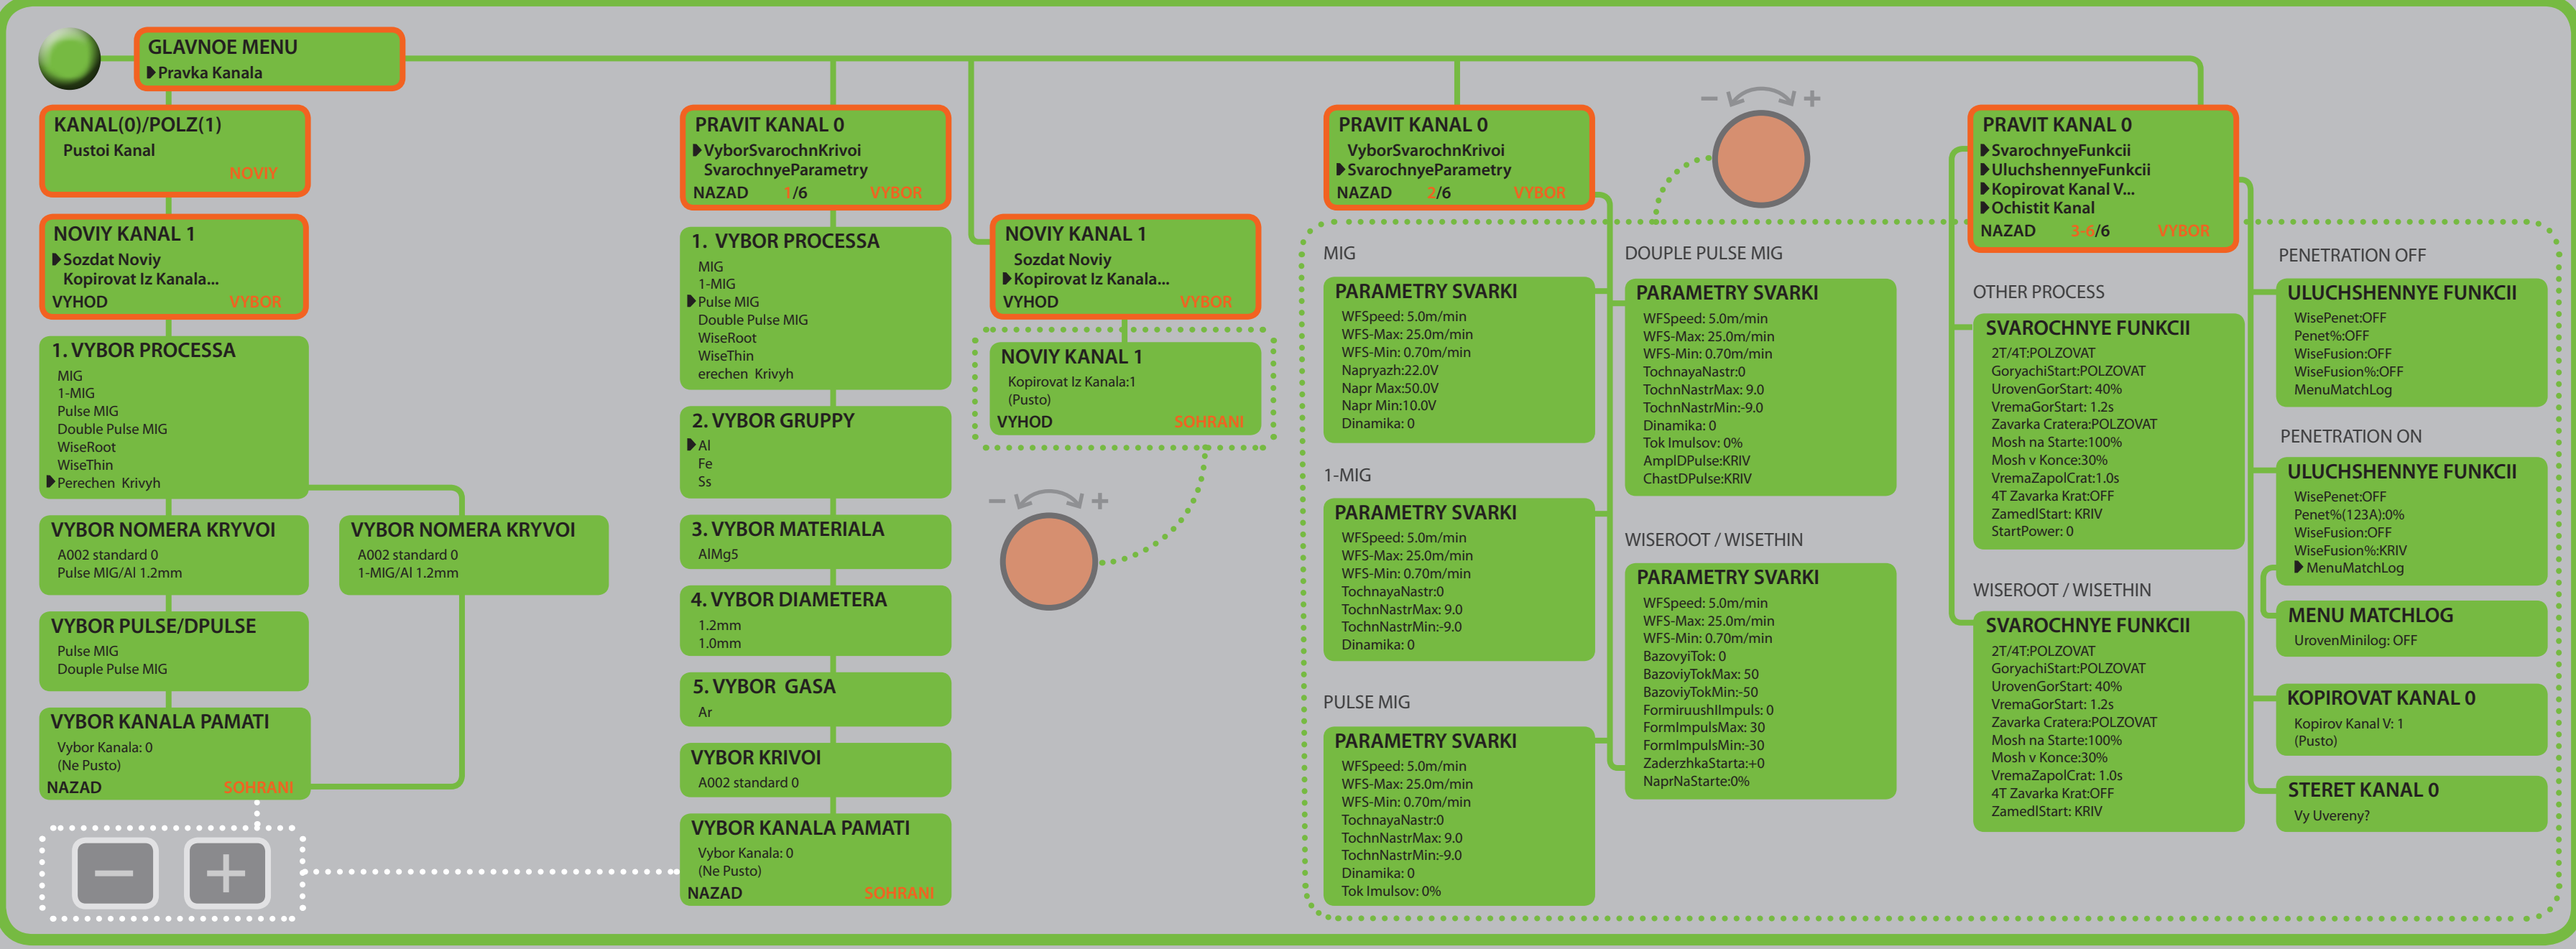 GLAVNOE MENU
Pravka Kanala
KANAL(0)/POLZ(1)
Pustoi Kanal
NOVIY
NOVIY KANAL 1
Sozdat Noviy
Kopirovat Iz Kanala...
VYHOD VYBOR
1. VYBOR PROCESSA
MIG
1-MIG
Pulse MIG
Double Pulse MIG
WiseRoot
WiseThin
Perechen Krivyh
VYBOR NOMERA KRYVOI
A002 standard 0
Pulse MIG/Al 1.2mm
VYBOR NOMERA KRYVOI
A002 standard 0
1-MIG/Al 1.2mm
VYBOR PULSE/DPULSE
Pulse MIG
Douple Pulse MIG
VYBOR KANALA PAMATI
Vybor Kanala: 0
(Ne Pusto)
NAZAD SOHRANI
PRAVIT KANAL 0
VyborSvarochnKrivoi
SvarochnyeParametry
NAZAD 1/6 VYBOR
1. VYBOR PROCESSA
MIG
1-MIG
Pulse MIG
Double Pulse MIG
WiseRoot
WiseThin
erechen Krivyh
2. VYBOR GRUPPY
Al
Fe
Ss
3. VYBOR MATERIALA
AlMg5
4. VYBOR DIAMETERA
1.2mm
1.0mm
5. VYBOR GASA
Ar
VYBOR KRIVOI
A002 standard 0
VYBOR KANALA PAMATI
Vybor Kanala: 0
(Ne Pusto)
NAZAD SOHRANI
NOVIY KANAL 1
Sozdat Noviy
Kopirovat Iz Kanala...
VYHOD VYBOR
NOVIY KANAL 1
Kopirovat Iz Kanala:1
(Pusto)
VYHOD SOHRANI
− +
PRAVIT KANAL 0
VyborSvarochnKrivoi
SvarochnyeParametry
NAZAD 2/6 VYBOR
− +
MIG
PARAMETRY SVARKI
WFSpeed: 5.0m/min
WFS-Max: 25.0m/min
WFS-Min: 0.70m/min
Napryazh:22.0V
Napr Max:50.0V
Napr Min:10.0V
Dinamika: 0
1-MIG
PARAMETRY SVARKI
WFSpeed: 5.0m/min
WFS-Max: 25.0m/min
WFS-Min: 0.70m/min
TochnayaNastr:0
TochnNastrMax: 9.0
TochnNastrMin:-9.0
Dinamika: 0
PULSE MIG
PARAMETRY SVARKI
WFSpeed: 5.0m/min
WFS-Max: 25.0m/min
WFS-Min: 0.70m/min
TochnayaNastr:0
TochnNastrMax: 9.0
TochnNastrMin:-9.0
Dinamika: 0
Tok Imulsov: 0%
DOUPLE PULSE MIG
PARAMETRY SVARKI
WFSpeed: 5.0m/min
WFS-Max: 25.0m/min
WFS-Min: 0.70m/min
TochnayaNastr:0
TochnNastrMax: 9.0
TochnNastrMin:-9.0
Dinamika: 0
Tok Imulsov: 0%
AmplDPulse:KRIV
ChastDPulse:KRIV
WISEROOT / WISETHIN
PARAMETRY SVARKI
WFSpeed: 5.0m/min
WFS-Max: 25.0m/min
WFS-Min: 0.70m/min
BazovyiTok: 0
BazoviyTokMax: 50
BazoviyTokMin:-50
FormiruushIImpuls: 0
FormImpulsMax: 30
FormImpulsMin:-30
ZaderzhkaStarta:+0
NaprNaStarte:0%
PRAVIT KANAL 0
SvarochnyeFunkcii
UluchshennyeFunkcii
Kopirovat Kanal V...
Ochistit Kanal
NAZAD 3-6/6 VYBOR
OTHER PROCESS
SVAROCHNYE FUNKCII
2T/4T:POLZOVAT
GoryachiStart:POLZOVAT
UrovenGorStart: 40%
VremaGorStart: 1.2s
Zavarka Cratera:POLZOVAT
Mosh na Starte:100%
Mosh v Konce:30%
VremaZapolCrat:1.0s
4T Zavarka Krat:OFF
ZamedlStart: KRIV
StartPower: 0
WISEROOT / WISETHIN
SVAROCHNYE FUNKCII
2T/4T:POLZOVAT
GoryachiStart:POLZOVAT
UrovenGorStart: 40%
VremaGorStart: 1.2s
Zavarka Cratera:POLZOVAT
Mosh na Starte:100%
Mosh v Konce:30%
VremaZapolCrat: 1.0s
4T Zavarka Krat:OFF
ZamedlStart: KRIV
PENETRATION OFF
ULUCHSHENNYE FUNKCII
WisePenet:OFF
Penet%:OFF
WiseFusion:OFF
WiseFusion%:OFF
MenuMatchLog
PENETRATION ON
ULUCHSHENNYE FUNKCII
WisePenet:OFF
Penet%(123A):0%
WiseFusion:OFF
WiseFusion%:KRIV
MenuMatchLog
MENU MATCHLOG
UrovenMinilog: OFF
KOPIROVAT KANAL 0
Kopirov Kanal V: 1
(Pusto)
STERET KANAL 0
Vy Uvereny?
− +